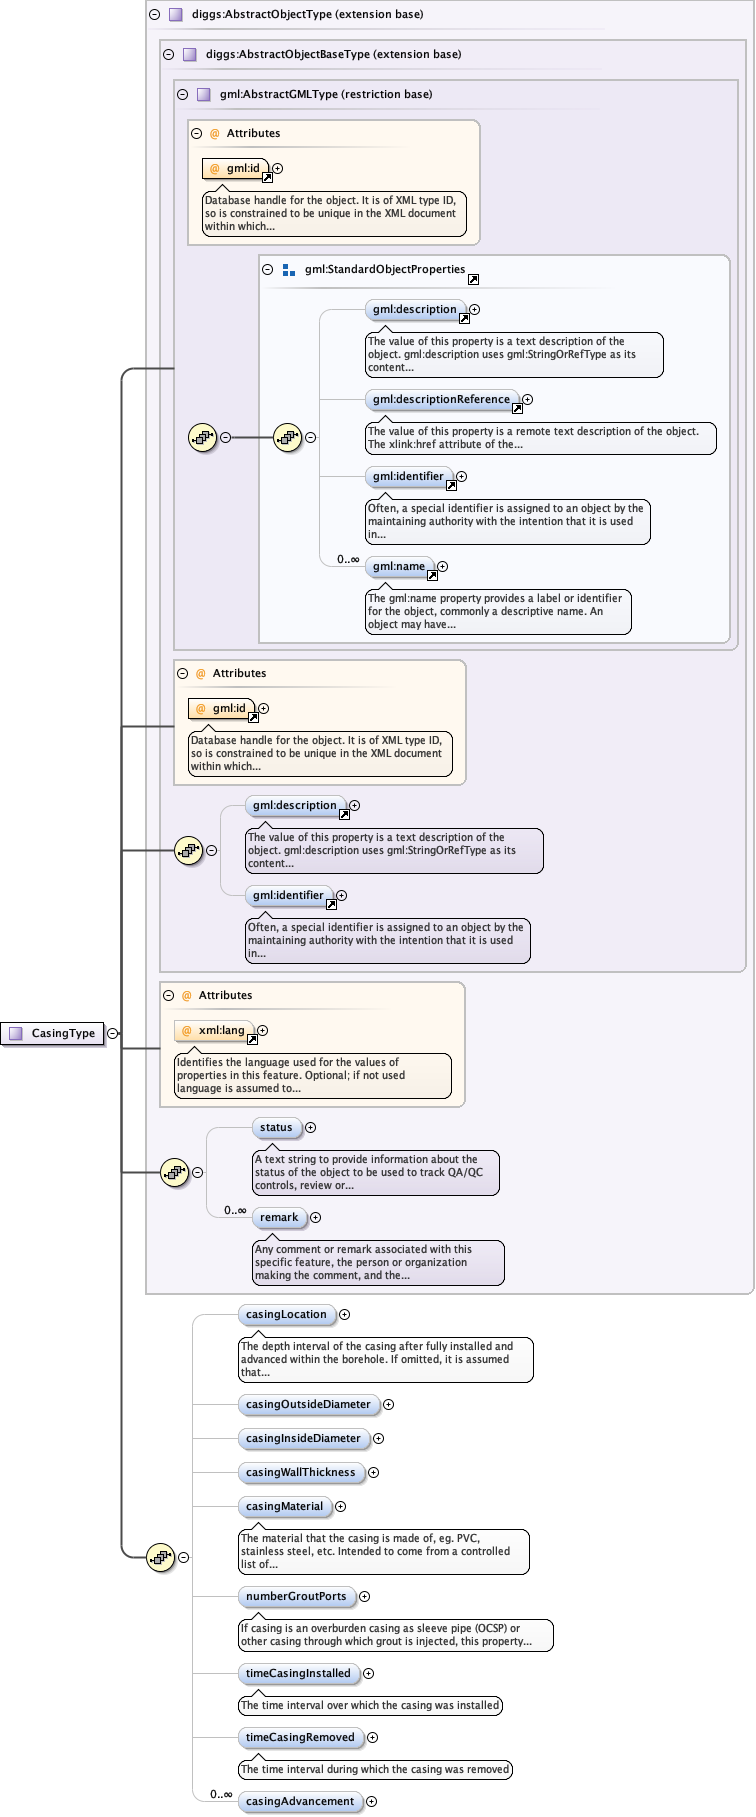 diggs:AbstractObjectType (extension base)
diggs:AbstractObjectBaseType (extension base)
gml:AbstractGMLType (restriction base)
@ Attributes
@ gml:id
Database handle for the object. It is of XML type ID,
so is constrained to be unique in the XML document
within which...
gml:StandardObjectProperties
gml:description
The value of this property is a text description of the
object. gml:description uses gml:StringOrRefType as its
content...
gml:descriptionReference
The value of this property is a remote text description of the object.
The xlink:href attribute of the...
gml:identifier
Often, a special identifier is assigned to an object by the
maintaining authority with the intention that it is used
in...
0..∞
gml:name
The gml:name property provides a label or identifier
for the object, commonly a descriptive name. An
object may have...
@ Attributes
@ gml:id
Database handle for the object. It is of XML type ID,
so is constrained to be unique in the XML document
within which...
gml:description
The value of this property is a text description of the
object. gml:description uses gml:StringOrRefType as its
content...
gml:identifier
Often, a special identifier is assigned to an object by the
maintaining authority with the intention that it is used
in...
@ Attributes
CasingType
@ xml:lang
Identifies the language used for the values of
properties in this feature. Optional; if not used
language is assumed to...
status
A text string to provide information about the
status of the object to be used to track QA/QC
controls, review or...
0..∞
remark
Any comment or remark associated with this
specific feature, the person or organization
making the comment, and the...
casingLocation
The depth interval of the casing after fully installed and
advanced within the borehole. If omitted, it is assumed
that...
casingOutsideDiameter
casingInsideDiameter
casingWallThickness
casingMaterial
The material that the casing is made of, eg. PVC,
stainless steel, etc. Intended to come from a controlled
list of...
numberGroutPorts
If casing is an overburden casing as sleeve pipe (OCSP) or
other casing through which grout is injected, this property...
timeCasingInstalled
The time interval over which the casing was installed
timeCasingRemoved
The time interval during which the casing was removed
0..∞
casingAdvancement